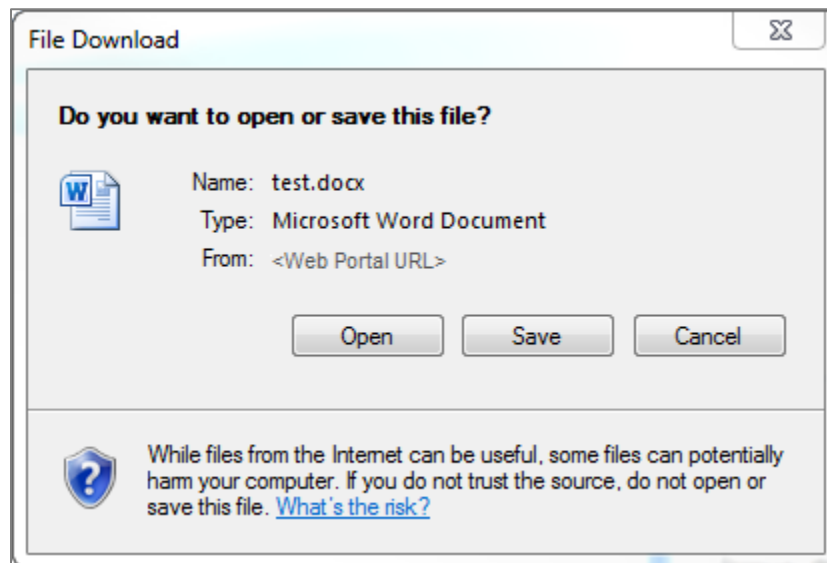 File Download
Do you want to open or save this file?
W
Name: test.docx
Type: Microsoft Word Document
From: <Web Portal URL>
Open Save Cancel
?
While files from the Internet can be useful, some files can potentially
harm your computer. If you do not trust the source, do not open or
save this file. What's the risk?